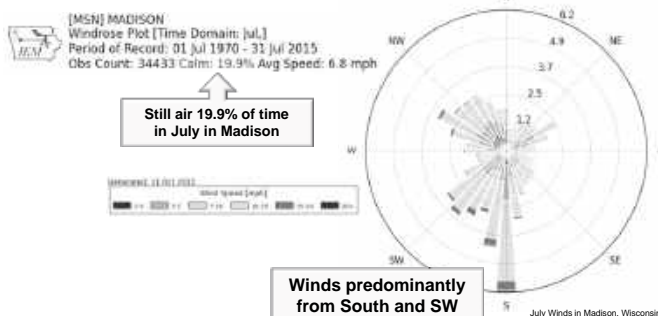 [MSN] MADISON
Windrose Plot [Time Domain: Jul,]
Period of Record: 01 Jul 1970 - 31 Jul 2015
Obs Count: 34433 Calm: 19.9% Avg Speed: 6.8 mph
IEM
Still air 19.9% of time
in July in Madison
Wind Speed [mph]
6.2
4.9
3.7
2.5
1.2
NW
NE
W
SW
SE
S
Winds predominantly
from South and SW
July Winds in Madison, Wisconsin